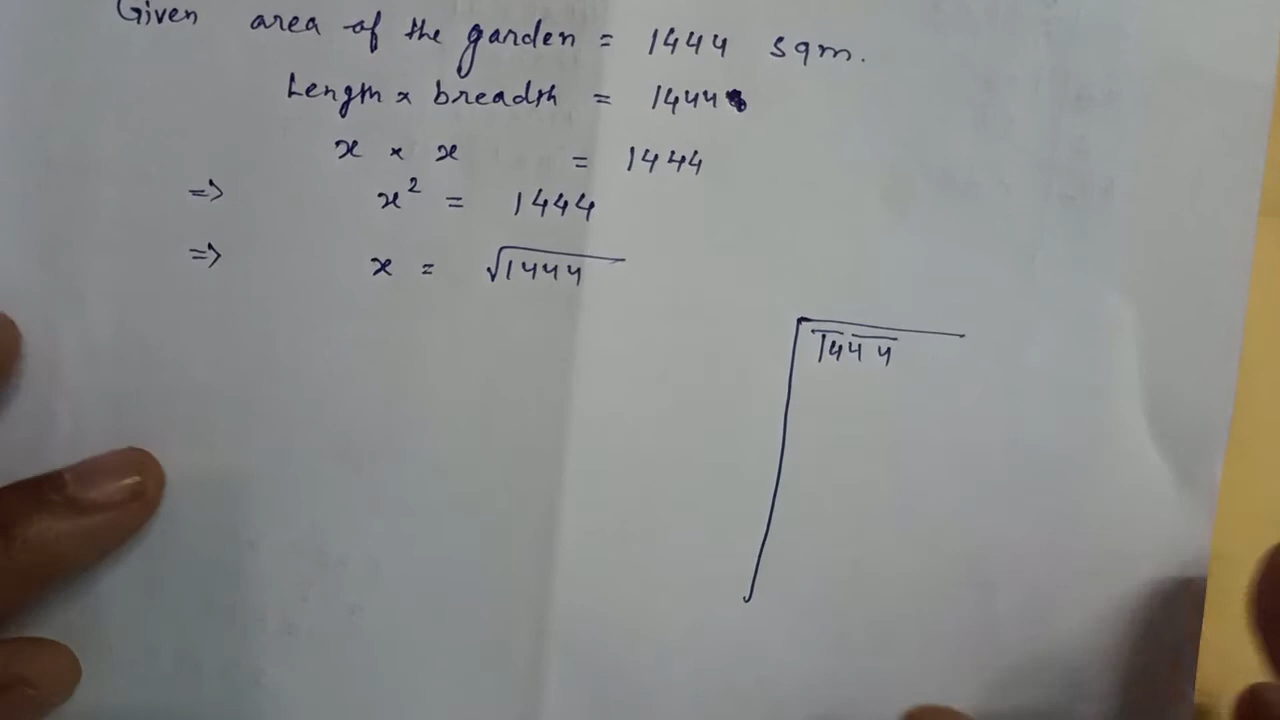 Given area of the garden = 1444 sqm.
Length × breadth = 1444
x × x = 1444
=> x² = 1444
=> x = √1444
1444